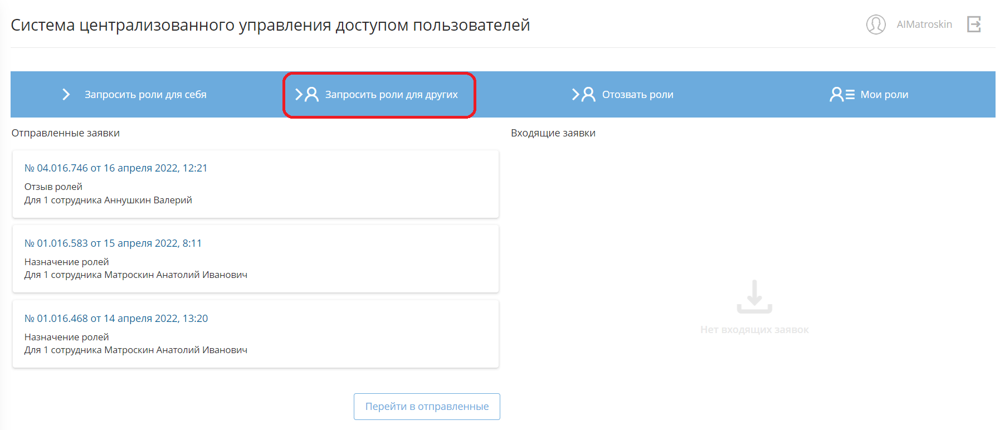 Система централизованного управления доступом пользователей
AIMatroskin
Запросить роли для себя
Запросить роли для других
Отозвать роли
Мои роли
Отправленные заявки
№ 04.016.746 от 16 апреля 2022, 12:21
Отзыв ролей
Для 1 сотрудника Аннушкин Валерий
№ 01.016.583 от 15 апреля 2022, 8:11
Назначение ролей
Для 1 сотрудника Матроскин Анатолий Иванович
№ 01.016.468 от 14 апреля 2022, 13:20
Назначение ролей
Для 1 сотрудника Матроскин Анатолий Иванович
Перейти в отправленные
Входящие заявки
Нет входящих заявок